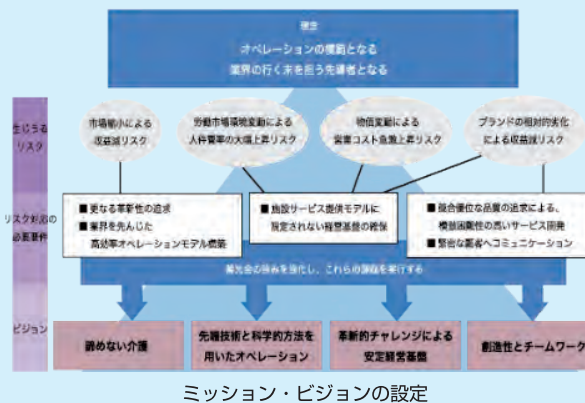 理念
オペレーションの模範となる
業界の行く末を担う先導者となる
生じうる
リスク
市場縮小による
収益減リスク
労働市場環境変動による
人件費率の大幅上昇リスク
物価変動による
営業コスト急激上昇リスク
ブランドの相対的劣化
による収益減リスク
リスク対応の
必要要件
■ 更なる革新性の追求
■ 業界を先んじた
高効率オペレーションモデル構築
■ 施設サービス提供モデルに
限定されない経営基盤の確保
■ 競合優位な品質の追求による、
模倣困難性の高いサービス開発
■ 緊密な顧客へコミュニケーション
の強みを強化し、これらの課題を実行する
ビジョン
諦めない介護
先端技術と科学的方法を
用いたオペレーション
革新的チャレンジによる
安定経営基盤
創造性とチームワーク
ミッション・ビジョンの設定